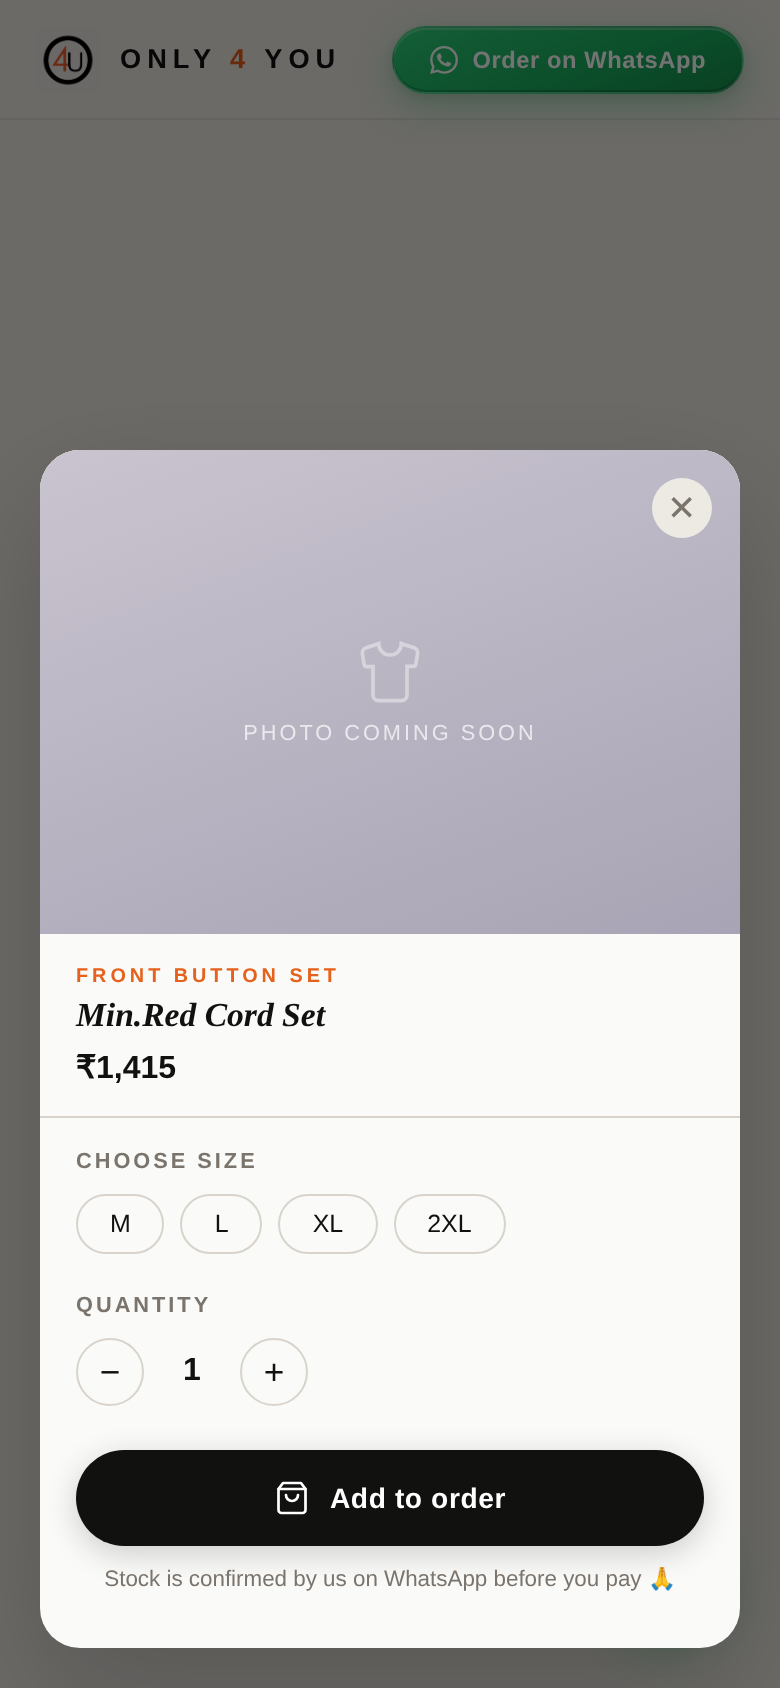 4U
ONLY 4 YOU
Order on WhatsApp
PHOTO COMING SOON
FRONT BUTTON SET
Min.Red Cord Set
₹1,415
CHOOSE SIZE
M L XL 2XL
QUANTITY
− 1 +
Add to order
Stock is confirmed by us on WhatsApp before you pay 🙏